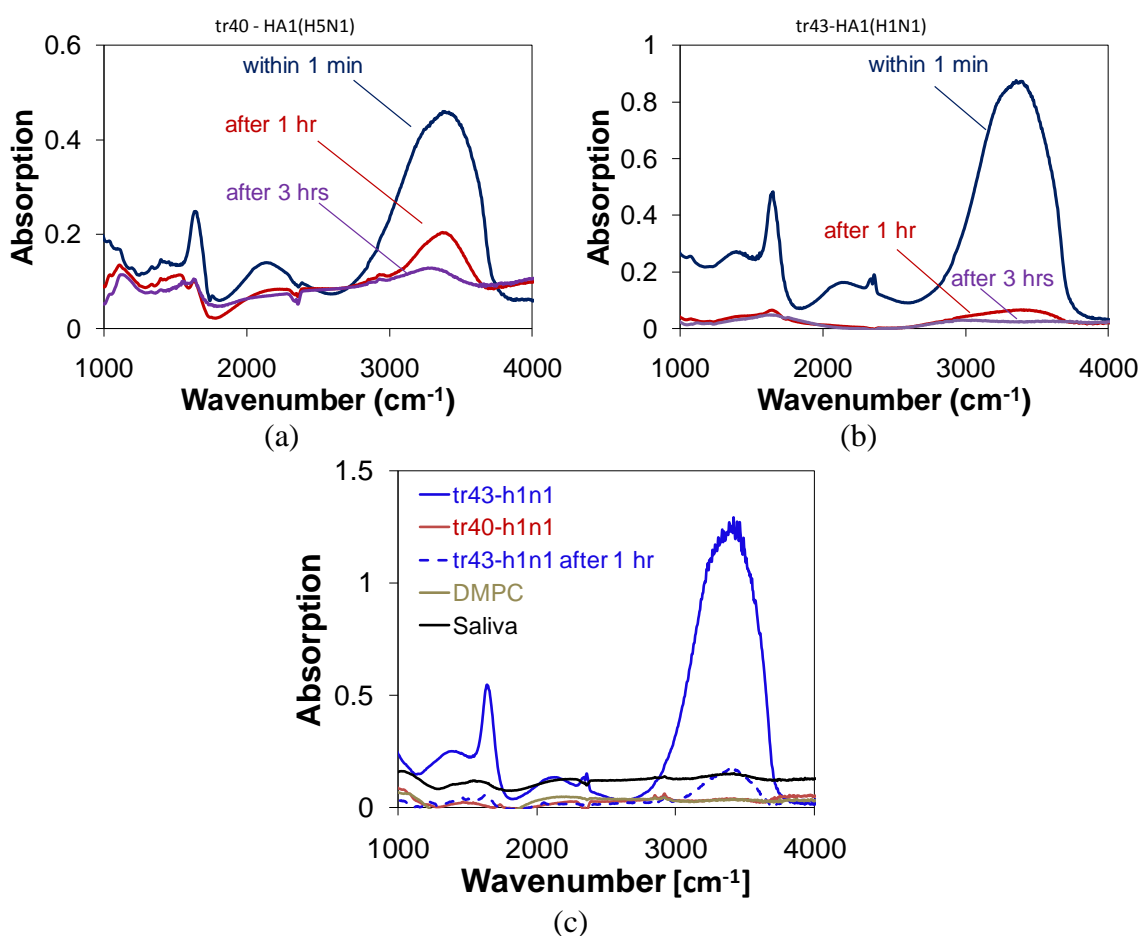 tr40 - HA1(H5N1)
0.6
0.4
0.2
0
within 1 min
after 1 hr
after 3 hrs
Absorption
1000 2000 3000 4000
Wavenumber (cm-1)
(a)
tr43-HA1(H1N1)
1
0.8
0.6
0.4
0.2
0
within 1 min
after 1 hr
after 3 hrs
Absorption
1000 2000 3000 4000
Wavenumber (cm-1)
(b)
1.5
1
0.5
0
tr43-h1n1
tr40-h1n1
tr43-h1n1 after 1 hr
DMPC
Saliva
Absorption
1000 2000 3000 4000
Wavenumber [cm-1]
(c)